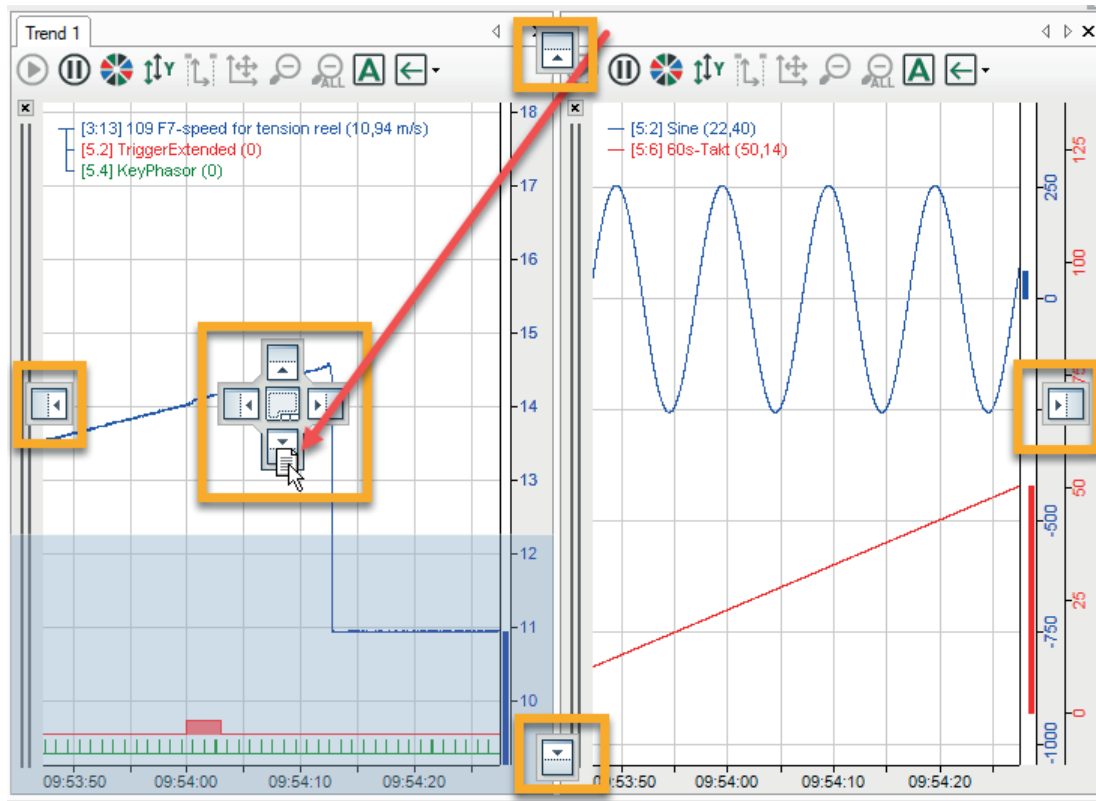 Trend 1
Y
ALL
A
Y
ALL
A
[3:13] 109 F7-speed for tension reel (10,94 m/s)
[5.2] TriggerExtended (0)
[5.4] KeyPhasor (0)
18
17
16
15
14
13
12
11
10
09:53:50
09:54:00
09:54:10
09:54:20
[5:2] Sine (22,40)
[5:6] 60s-Takt (50,14)
250
0
-500
-750
-1000
125
100
75
50
25
0
09:53:50
09:54:00
09:54:10
09:54:20